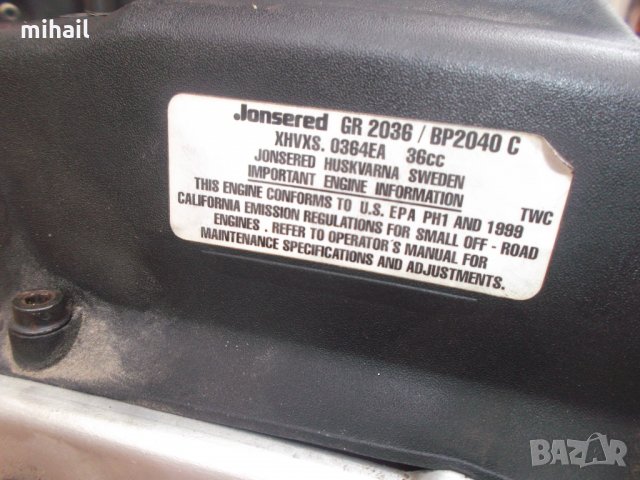 mihail
Jonsered GR 2036 / BP2040 C
XHVXS. 0364EA 36cc
JONSERED HUSKVARNA SWEDEN
IMPORTANT ENGINE INFORMATION
THIS ENGINE CONFORMS TO U.S. EPA PH1 AND 1999 TWC
CALIFORNIA EMISSION REGULATIONS FOR SMALL OFF - ROAD
ENGINES . REFER TO OPERATOR'S MANUAL FOR
MAINTENANCE SPECIFICATIONS AND ADJUSTMENTS.
BAZAR